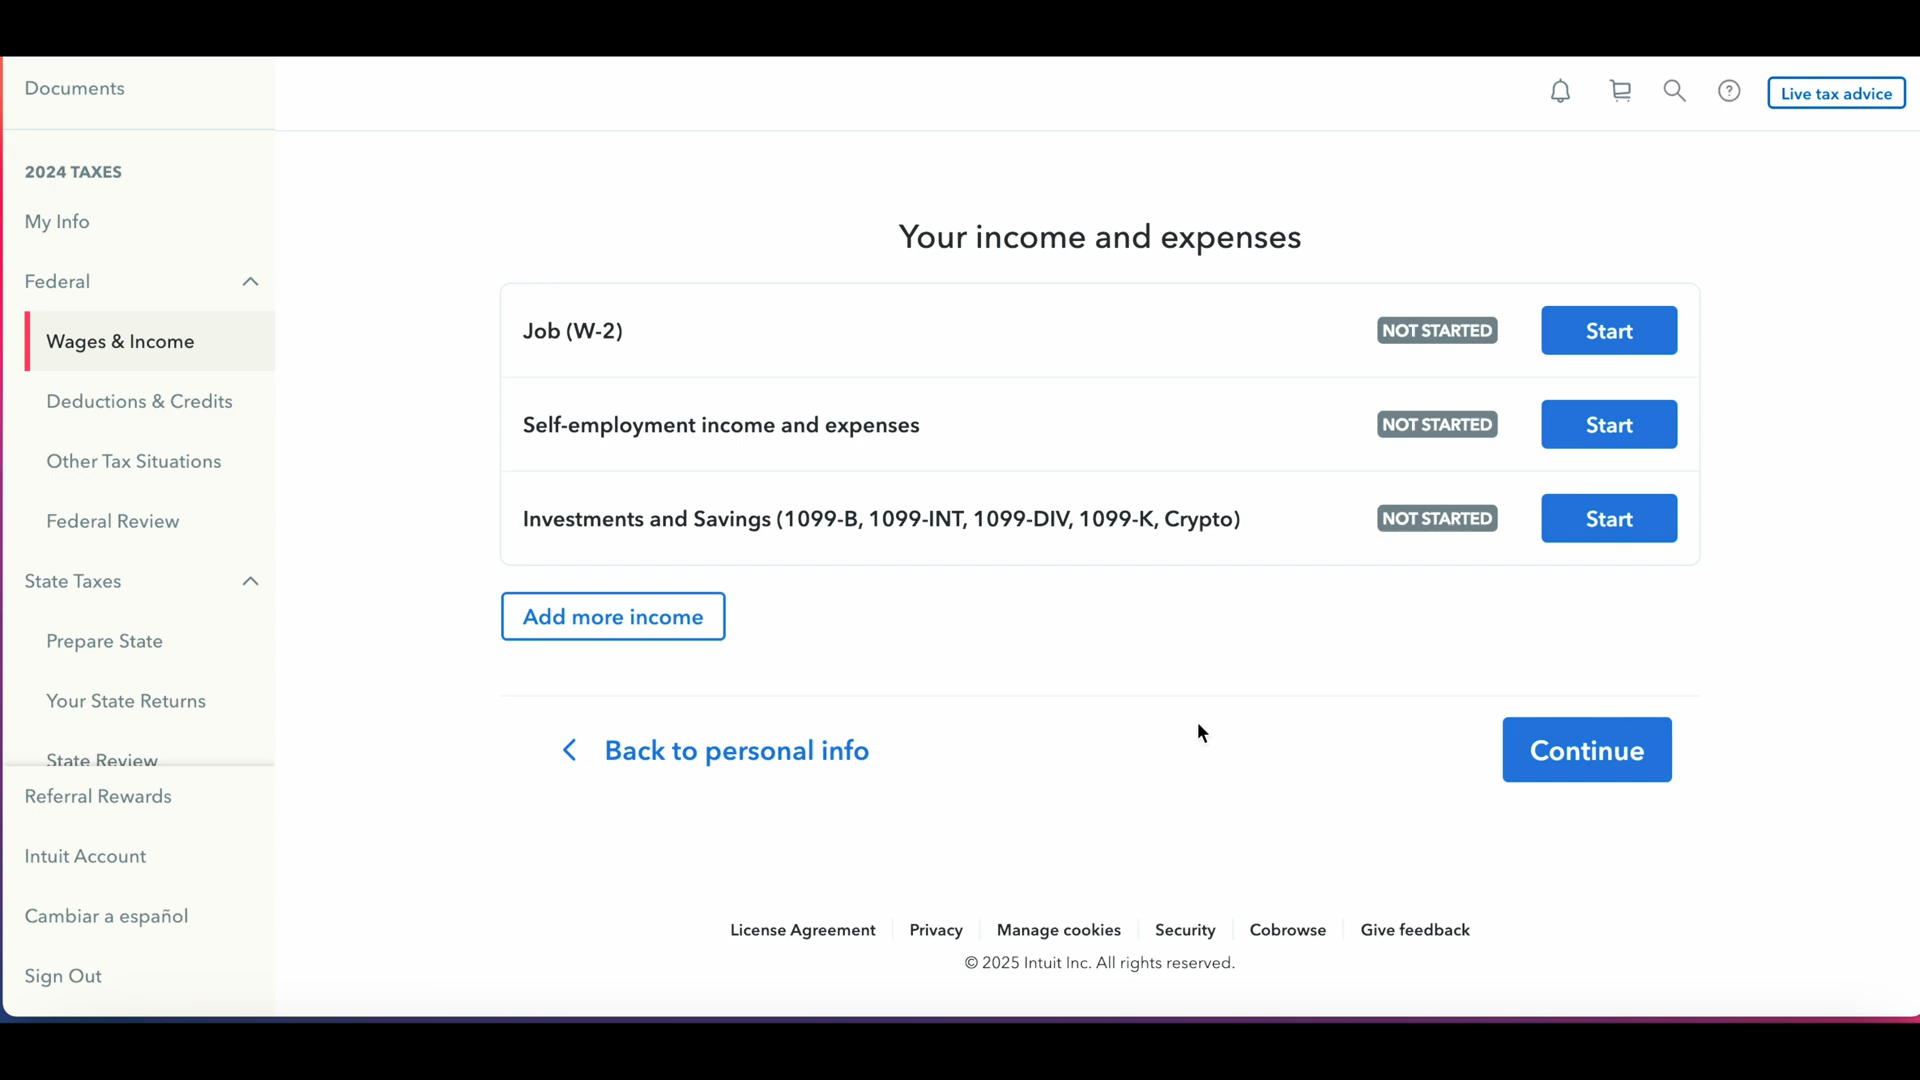 Documents
Live tax advice
2024 TAXES
My Info
Federal
Wages & Income
Deductions & Credits
Other Tax Situations
Federal Review
State Taxes
Prepare State
Your State Returns
State Review
Referral Rewards
Intuit Account
Cambiar a español
Sign Out
Your income and expenses
Job (W-2) NOT STARTED Start
Self-employment income and expenses NOT STARTED Start
Investments and Savings (1099-B, 1099-INT, 1099-DIV, 1099-K, Crypto) NOT STARTED Start
Add more income
Back to personal info Continue
License Agreement Privacy Manage cookies Security Cobrowse Give feedback
© 2025 Intuit Inc. All rights reserved.